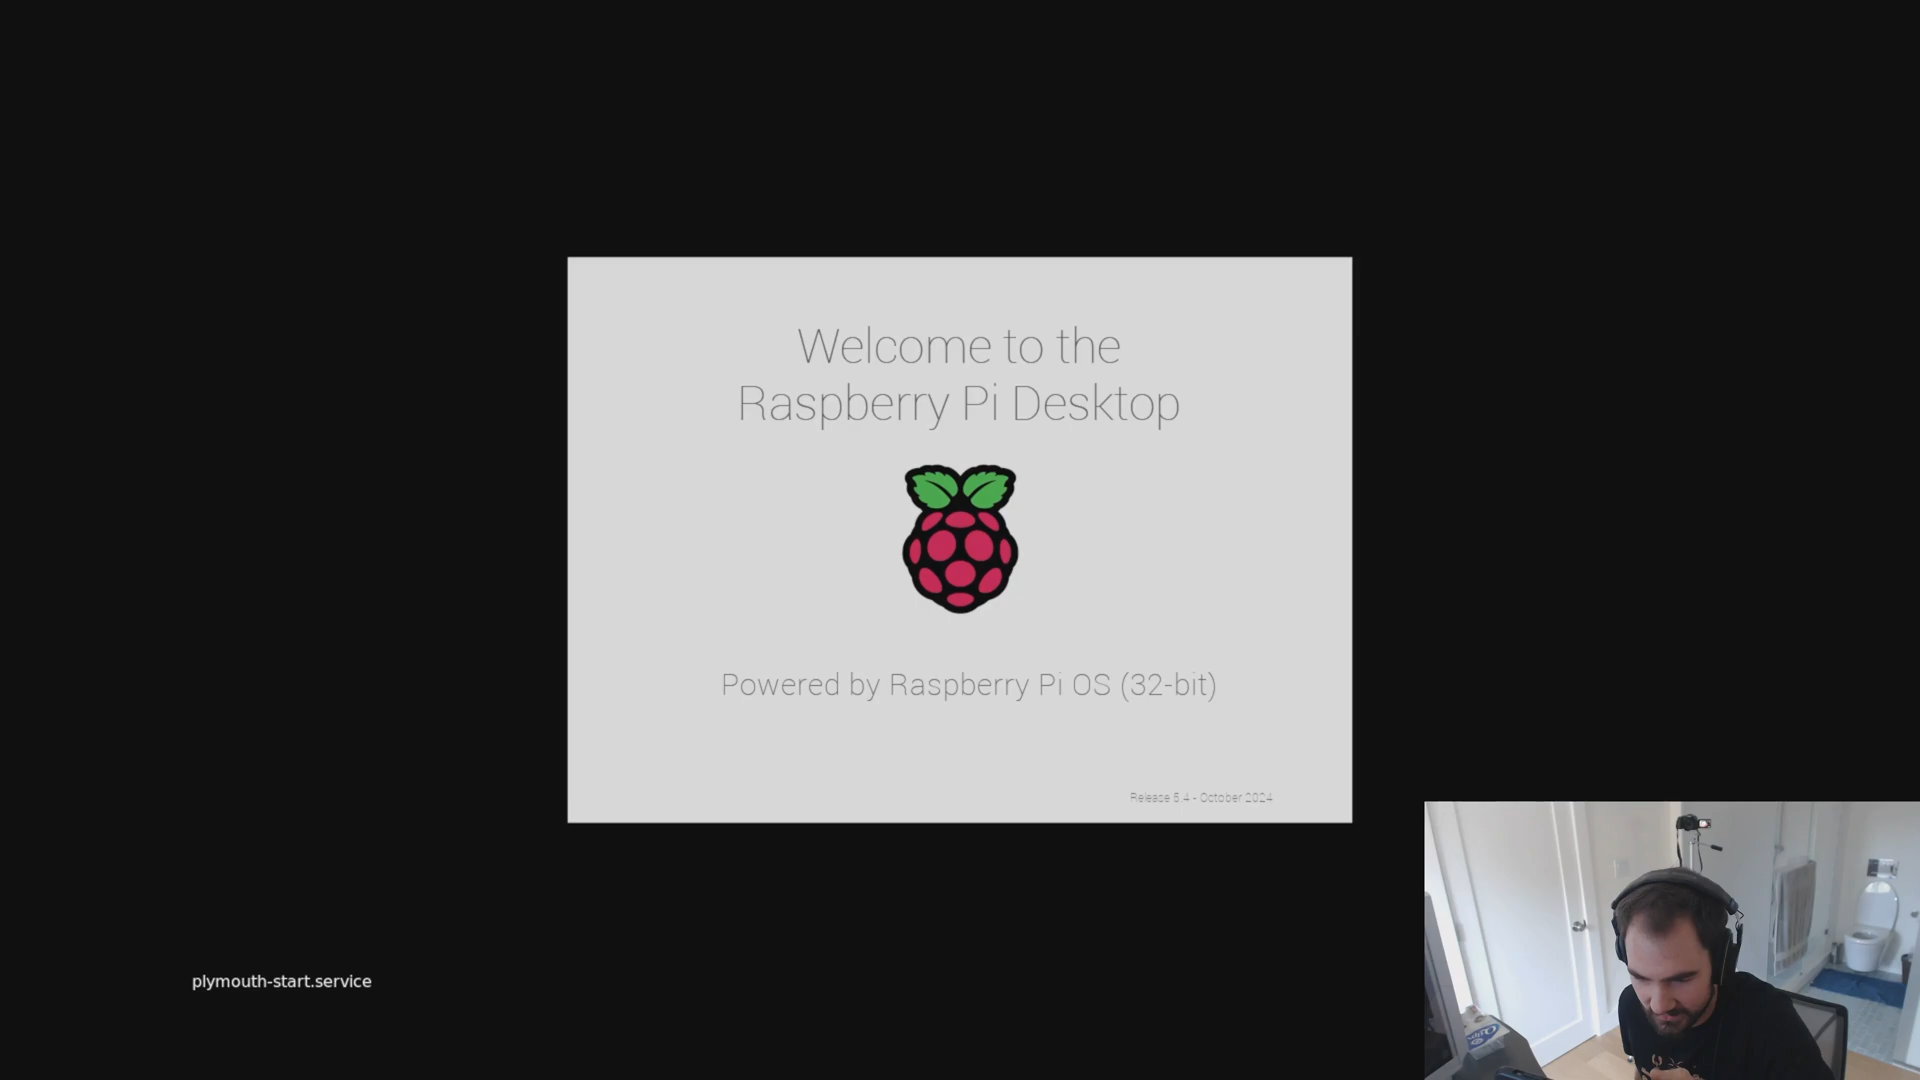 Welcome to the
Raspberry Pi Desktop
Powered by Raspberry Pi OS (32-bit)
Release 5.4 - October 2024
plymouth-start.service